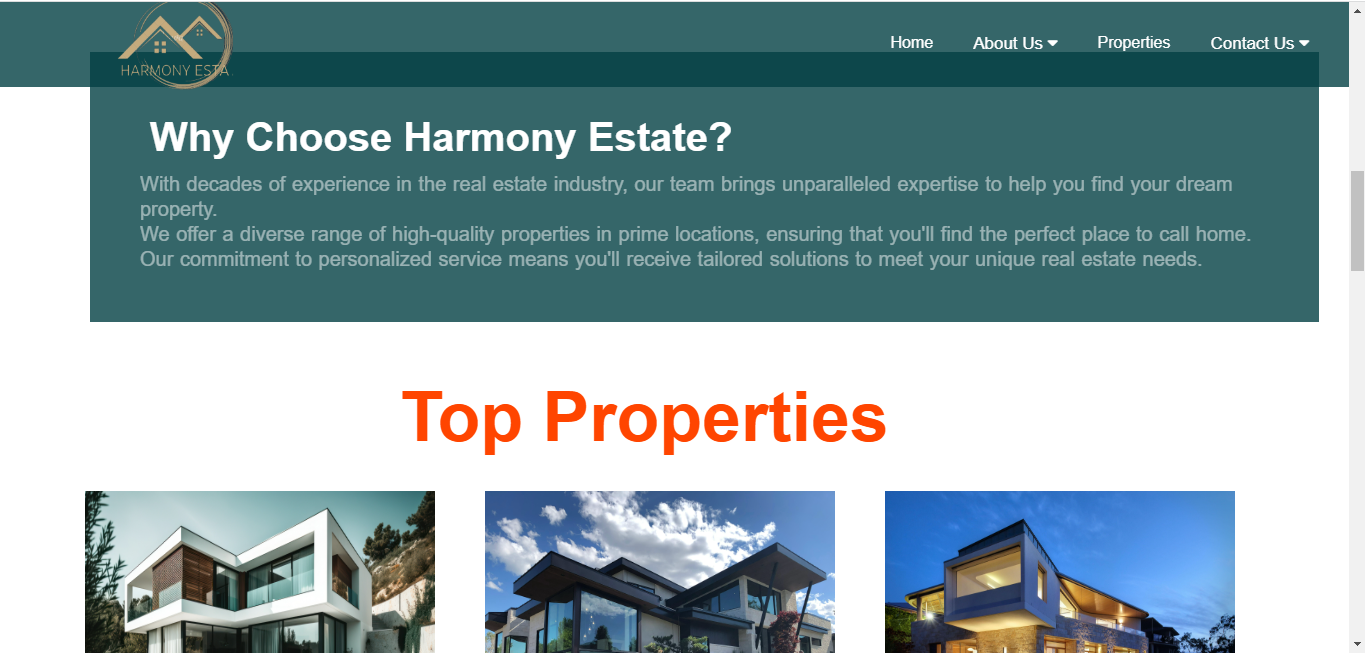 HARMONY ESTA
Home
About Us
Properties
Contact Us
Why Choose Harmony Estate?
With decades of experience in the real estate industry, our team brings unparalleled expertise to help you find your dream
property.
We offer a diverse range of high-quality properties in prime locations, ensuring that you'll find the perfect place to call home.
Our commitment to personalized service means you'll receive tailored solutions to meet your unique real estate needs.
Top Properties